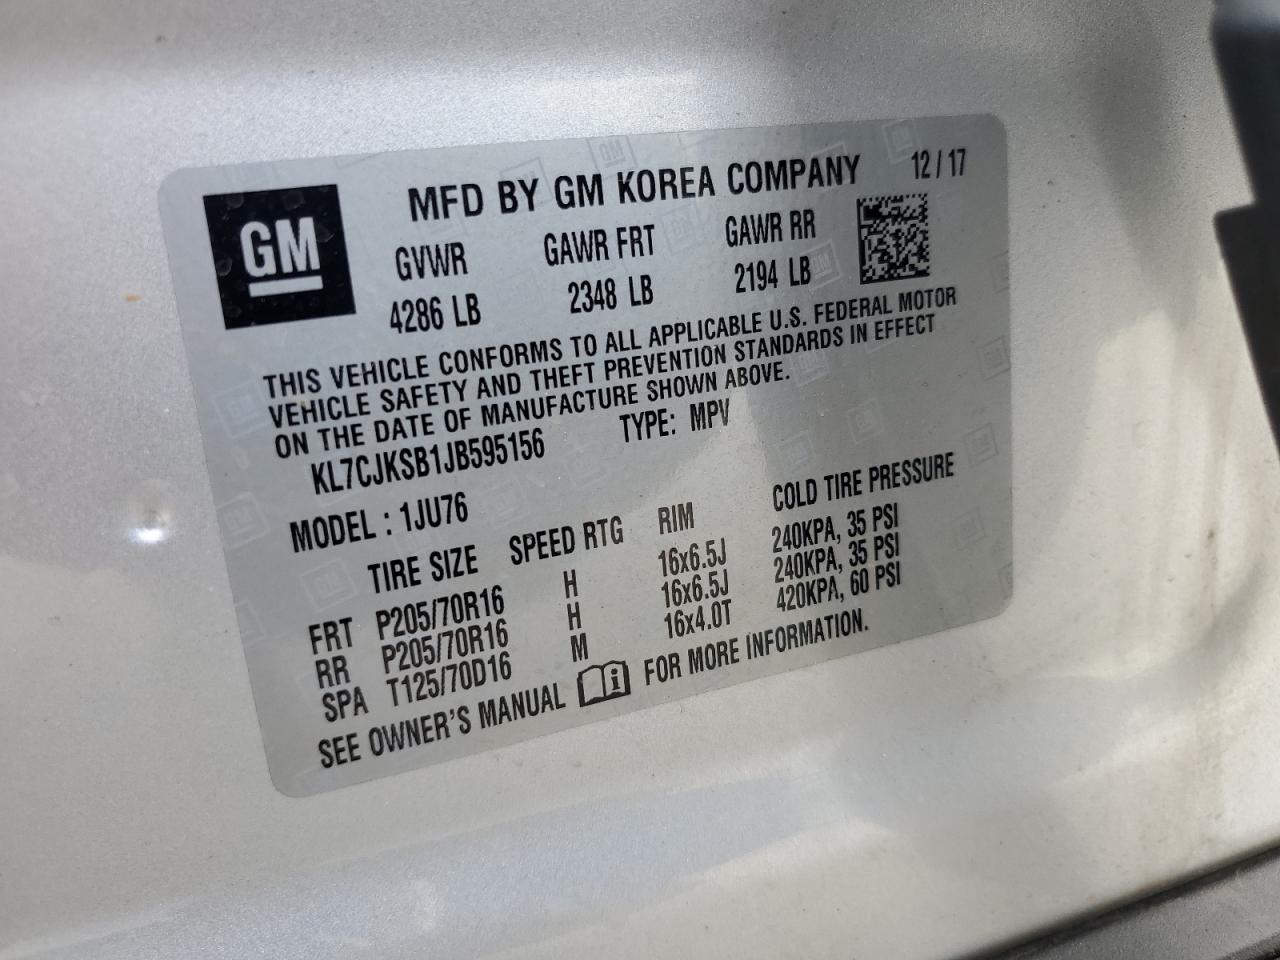 GM
MFD BY GM KOREA COMPANY 12/17
GVWR GAWR FRT GAWR RR
4286 LB 2348 LB 2194 LB
THIS VEHICLE CONFORMS TO ALL APPLICABLE U.S. FEDERAL MOTOR
VEHICLE SAFETY AND THEFT PREVENTION STANDARDS IN EFFECT
ON THE DATE OF MANUFACTURE SHOWN ABOVE.
KL7CJKSB1JB595156 TYPE: MPV
MODEL : 1JU76
TIRE SIZE SPEED RTG RIM COLD TIRE PRESSURE
FRT P205/70R16 H 16x6.5J 240KPA, 35 PSI
RR P205/70R16 H 16x6.5J 240KPA, 35 PSI
SPA T125/70D16 M 16x4.0T 420KPA, 60 PSI
SEE OWNER'S MANUAL i FOR MORE INFORMATION.